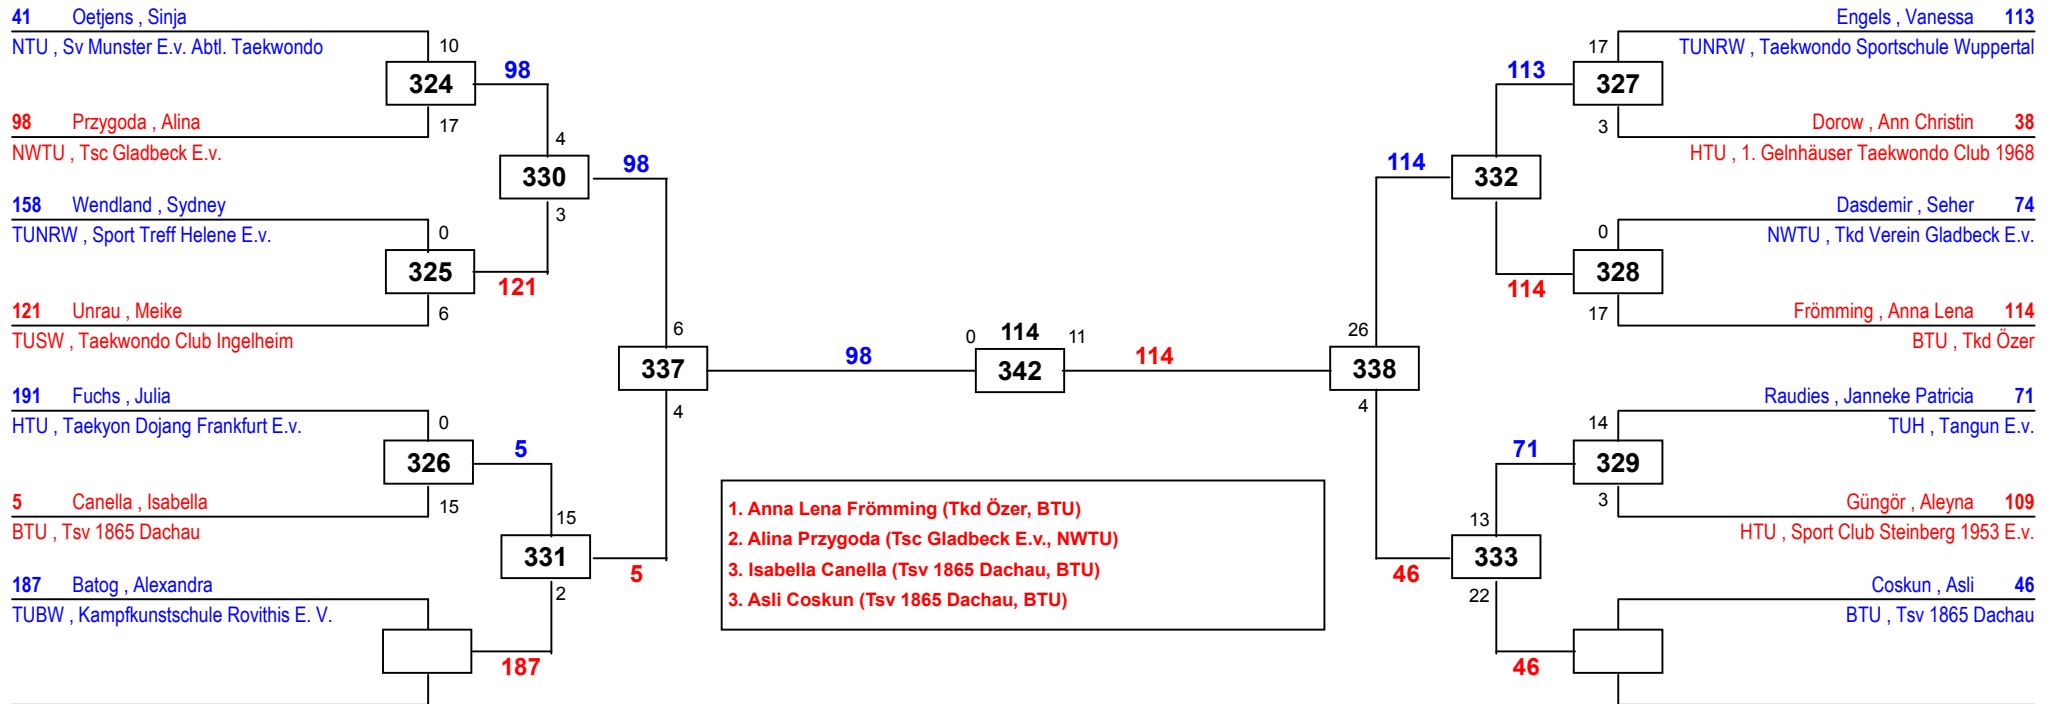 41 Oetjens , Sinja
NTU , Sv Munster E.v. Abtl. Taekwondo
10
324
98
17
98 Przygoda , Alina
NWTU , Tsc Gladbeck E.v.
4
330
98
3
158 Wendland , Sydney
TUNRW , Sport Treff Helene E.v.
0
325
121
6
121 Unrau , Meike
TUSW , Taekwondo Club Ingelheim
6
337
98
4
191 Fuchs , Julia
HTU , Taekyon Dojang Frankfurt E.v.
0
326
5
15
5 Canella , Isabella
BTU , Tsv 1865 Dachau
15
331
5
2
187 Batog , Alexandra
TUBW , Kampfkunstschule Rovithis E. V.
187
0 114 11
342
114
1. Anna Lena Frömming (Tkd Özer, BTU)
2. Alina Przygoda (Tsc Gladbeck E.v., NWTU)
3. Isabella Canella (Tsv 1865 Dachau, BTU)
3. Asli Coskun (Tsv 1865 Dachau, BTU)
Engels , Vanessa 113
TUNRW , Taekwondo Sportschule Wuppertal
17
113
327
3
Dorow , Ann Christin 38
HTU , 1. Gelnhäuser Taekwondo Club 1968
114
332
Dasdemir , Seher 74
NWTU , Tkd Verein Gladbeck E.v.
0
328
114
17
Frömming , Anna Lena 114
BTU , Tkd Özer
26
338
4
Raudies , Janneke Patricia 71
TUH , Tangun E.v.
14
71
329
3
Güngör , Aleyna 109
HTU , Sport Club Steinberg 1953 E.v.
13
333
46
22
Coskun , Asli 46
BTU , Tsv 1865 Dachau
46